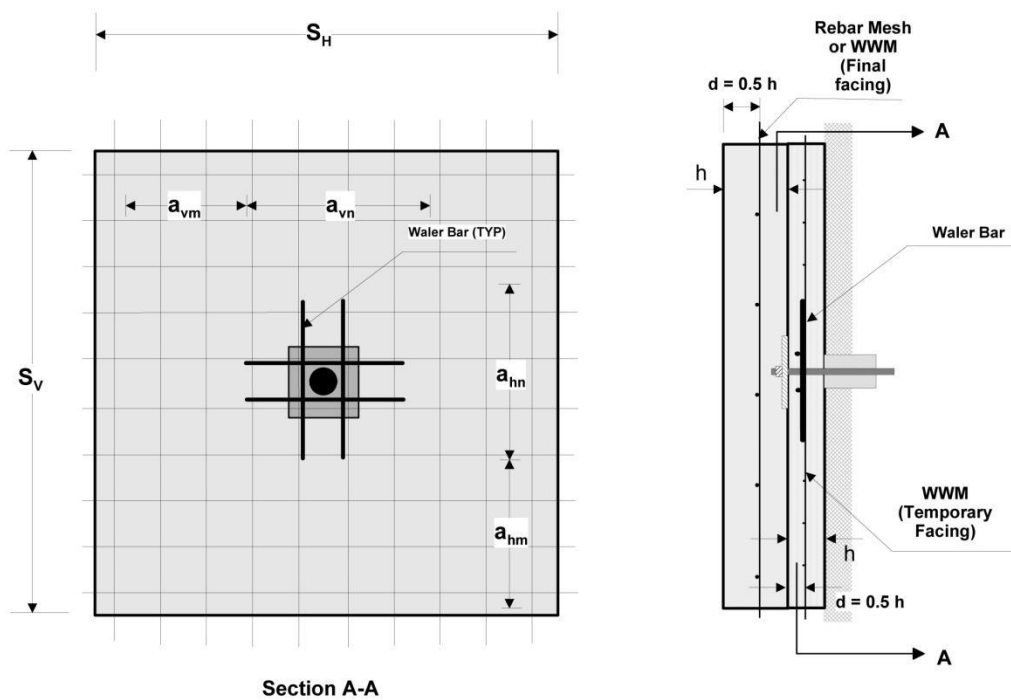 S_H
a_vm
a_vn
Waler Bar (TYP)
S_V
a_hn
a_hm
Section A-A
Rebar Mesh
or WWM
(Final
facing)
d = 0.5 h
A
h
Waler Bar
WWM
(Temporary
Facing)
h
d = 0.5 h
A